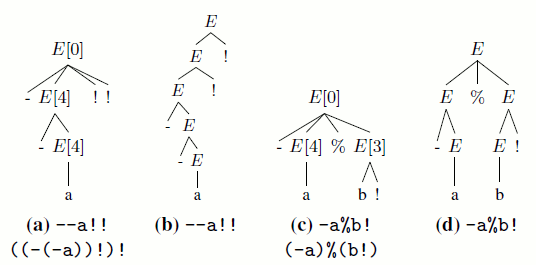 E
E[0]
E !
E
- E[4] ! !
E !
E
E[0]
E % E
- E[4]
- E
- E[4] % E[3]
- E
E !
- E
a
a
a
b !
a
b
(a) --a!!
(b) --a!!
(c) -a%b!
(d) -a%b!
((-(-a))!)!
(-a)%(b!)